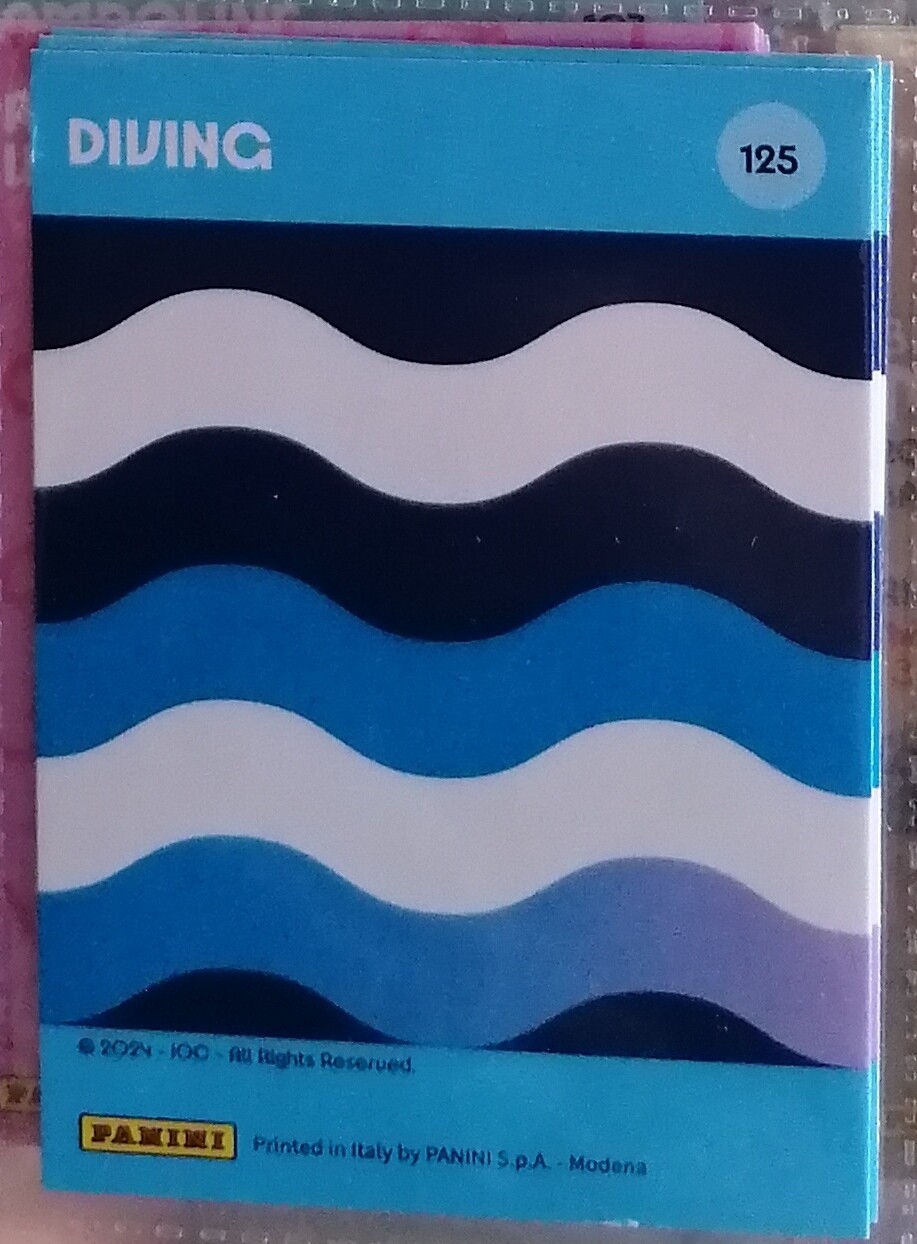 DIVING
125
© 2024 - IOC - All Rights Reserved.
PANINI
Printed in Italy by PANINI S.p.A. - Modena